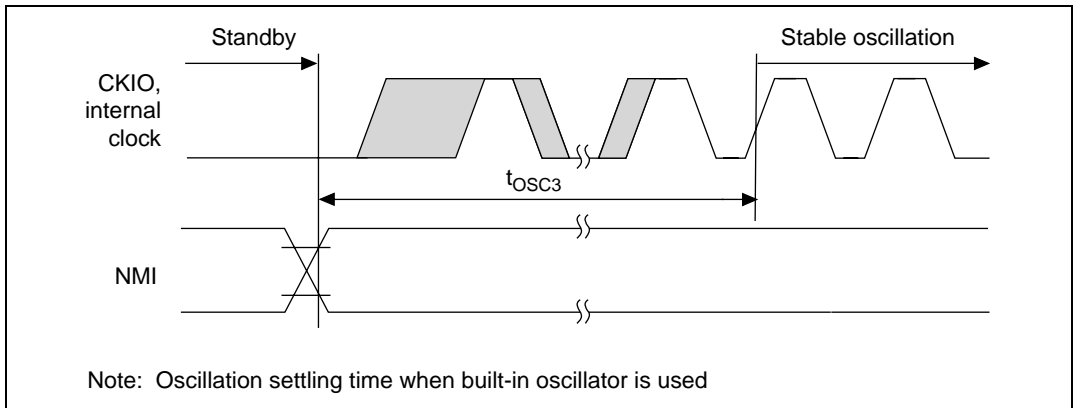 Standby
Stable oscillation
CKIO,
internal
clock
tOSC3
NMI
Note: Oscillation settling time when built-in oscillator is used